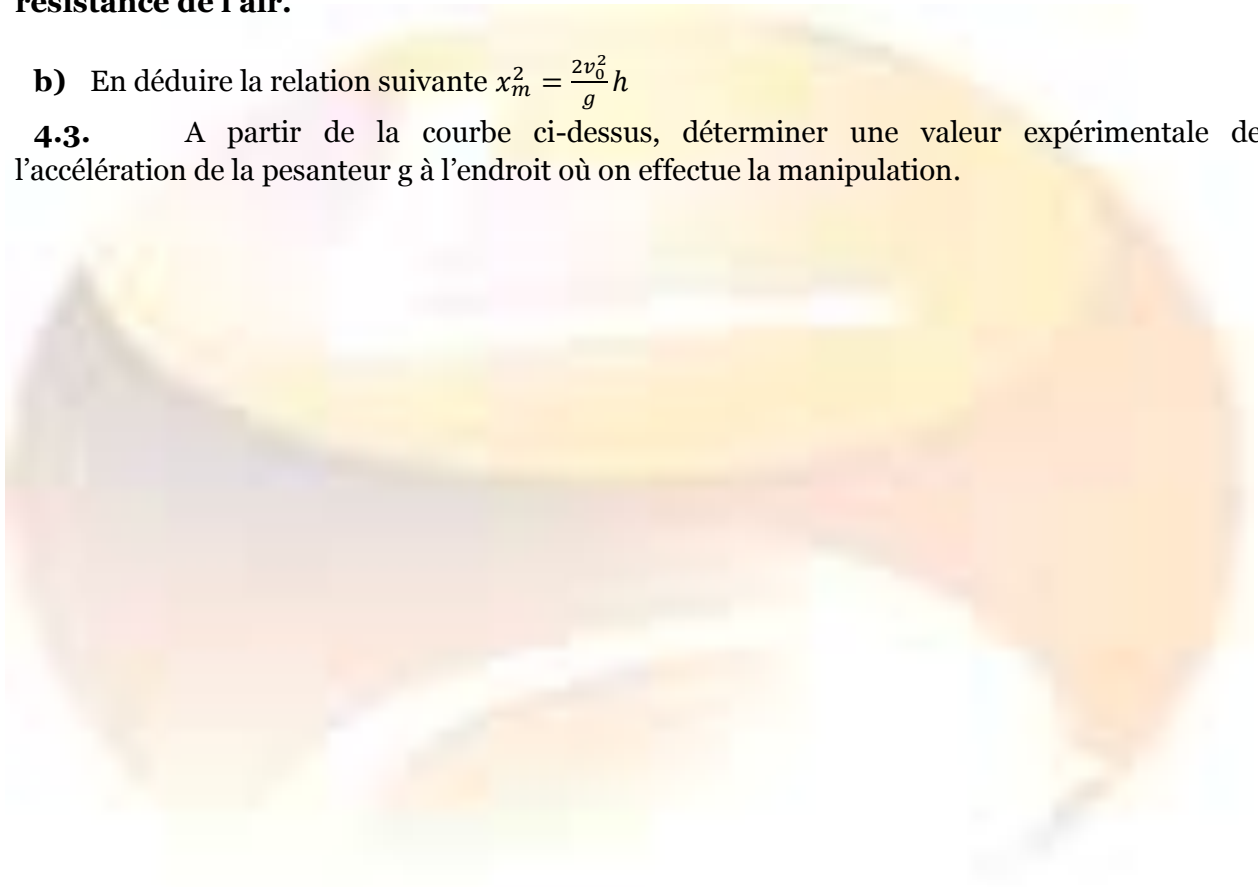 résistance de l'air.
b) En déduire la relation suivante $x_m^2 = \frac{2v_0^2}{g}h$
4.3. A partir de la courbe ci-dessus, déterminer une valeur expérimentale de
l'accélération de la pesanteur g à l'endroit où on effectue la manipulation.